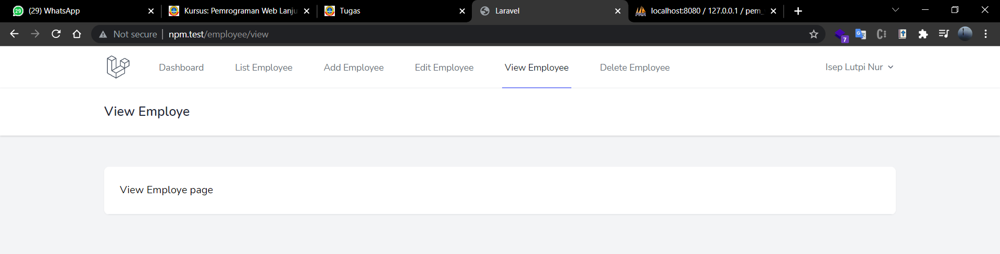 (29) WhatsApp
Kursus: Pemrograman Web Lanju
Tugas
Laravel
localhost:8080 / 127.0.0.1 / pem_
Not secure | npm.test/employee/view
7
Dashboard
List Employee
Add Employee
Edit Employee
View Employee
Delete Employee
Isep Lutpi Nur
View Employe
View Employe page